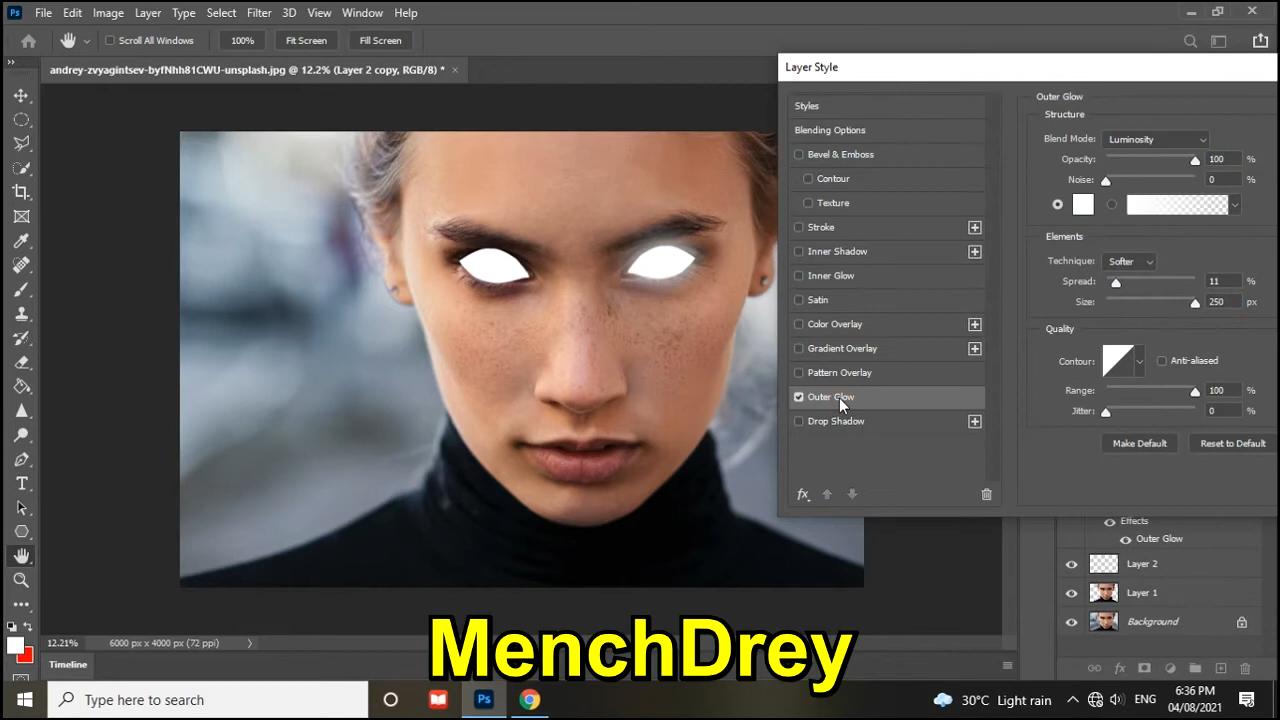 Ps File Edit Image Layer Type Select Filter 3D View Window Help
Scroll All Windows 100% Fit Screen Fill Screen
andrey-zvyagintsev-byfNhh81CWU-unsplash.jpg @ 12.2% (Layer 2 copy, RGB/8) * ×
Layer Style
Styles
Blending Options
Bevel & Emboss
Contour
Texture
Stroke
Inner Shadow
Inner Glow
Satin
Color Overlay
Gradient Overlay
Pattern Overlay
Outer Glow
Drop Shadow
fx
Outer Glow
Structure
Blend Mode: Luminosity
Opacity: 100 %
Noise: 0 %
Elements
Technique: Softer
Spread: 11 %
Size: 250 px
Quality
Contour: Anti-aliased
Range: 100 %
Jitter: 0 %
Make Default Reset to Default
Effects
Outer Glow
Layer 2
Layer 1
Background
12.21% 6000 px x 4000 px (72 ppi)
Timeline
fx
MenchDrey
Type here to search
Ps
30°C Light rain
ENG
6:36 PM
04/08/2021